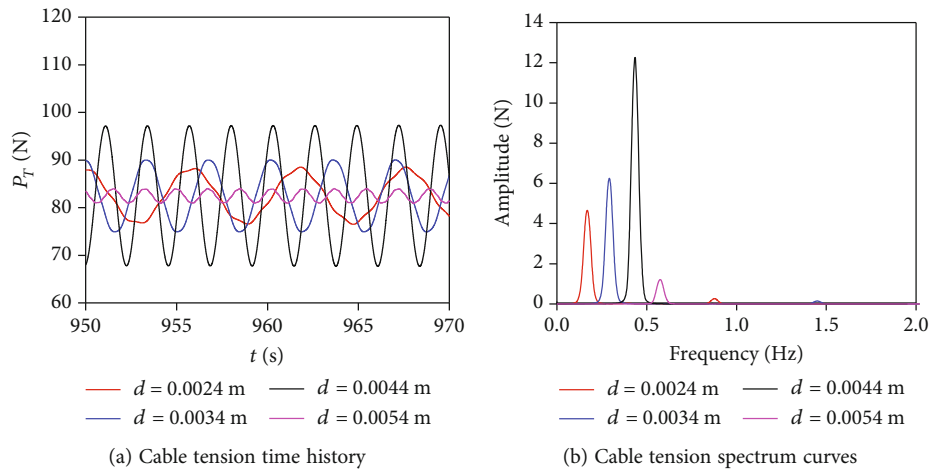 120
110
100
90
80
70
60
P_T (N)
950
955
960
965
970
t (s)
d = 0.0024 m
d = 0.0044 m
d = 0.0034 m
d = 0.0054 m
(a) Cable tension time history
14
12
10
8
6
4
2
0
Amplitude (N)
0.0
0.5
1.0
1.5
2.0
Frequency (Hz)
d = 0.0024 m
d = 0.0044 m
d = 0.0034 m
d = 0.0054 m
(b) Cable tension spectrum curves